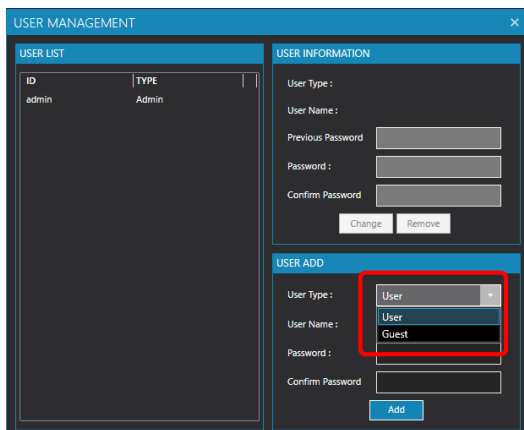 USER MANAGEMENT
USER LIST
ID TYPE
admin Admin
USER INFORMATION
User Type :
User Name :
Previous Password
Password :
Confirm Password
Change Remove
USER ADD
User Type : User
User
User Name :
Guest
Password :
Confirm Password
Add